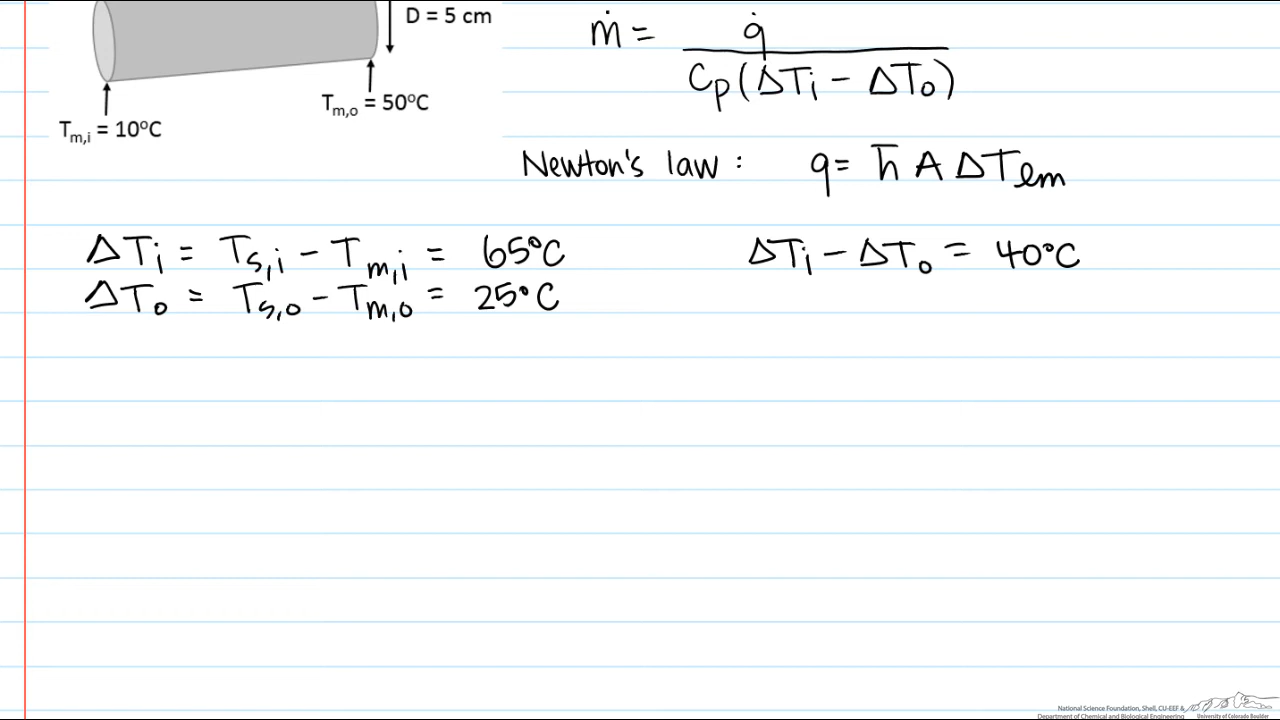 D = 5 cm
ṁ = q̇ / Cp(ΔTi − ΔTo)
Tm,o = 50°C
Tm,i = 10°C
Newton's law : q = h̄ A ΔTlm
ΔTi = Ts,i − Tm,i = 65°C
ΔTi − ΔTo = 40°C
ΔTo = Ts,o − Tm,o = 25°C
National Science Foundation, Shell, CU-EEF &
Department of Chemical and Biological Engineering
University of Colorado Boulder